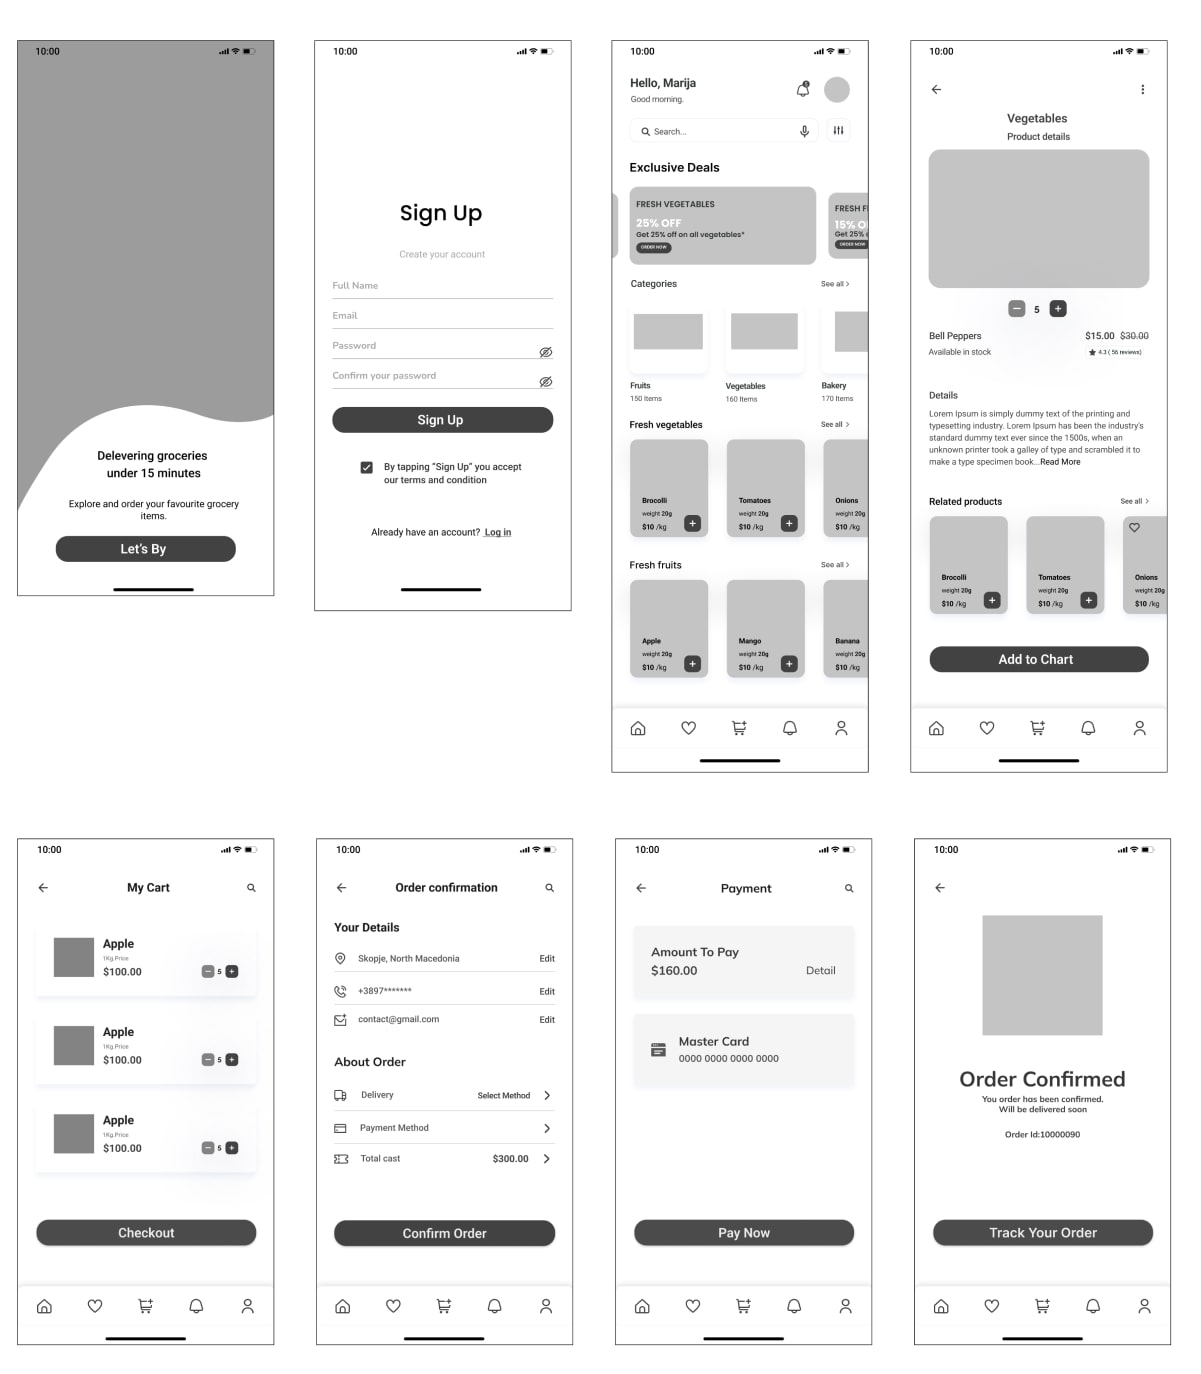 10:00
Delevering groceries
under 15 minutes
Explore and order your favourite grocery
items.
Let's By
10:00
Sign Up
Create your account
Full Name
Email
Password
Confirm your password
Sign Up
By tapping "Sign Up" you accept
our terms and condition
Already have an account? Log in
10:00
Hello, Marija
Good morning.
Search...
Exclusive Deals
FRESH VEGETABLES
25% OFF
Get 25% off on all vegetables*
ORDER NOW
FRESH F
15% O
Get 25%
ORDER NOW
Categories
See all >
Fruits
150 Items
Vegetables
160 Items
Bakery
170 Items
Fresh vegetables
See all >
Brocolli
weight 20g
$10 /kg
+
Tomatoes
weight 20g
$10 /kg
+
Onions
weight 20g
$10 /kg
Fresh fruits
See all >
Apple
weight 20g
$10 /kg
+
Mango
weight 20g
$10 /kg
+
Banana
weight 20g
$10 /kg
10:00
Vegetables
Product details
− 5 +
Bell Peppers
$15.00 $30.00
Available in stock
4.3 ( 56 reviews)
Details
Lorem Ipsum is simply dummy text of the printing and
typesetting industry. Lorem Ipsum has been the industry's
standard dummy text ever since the 1500s, when an
unknown printer took a galley of type and scrambled it to
make a type specimen book...Read More
Related products
See all >
Brocolli
weight 20g
$10 /kg
+
Tomatoes
weight 20g
$10 /kg
+
Onions
weight 20g
$10 /kg
Add to Chart
10:00
My Cart
Apple
1Kg,Price
$100.00
− 5 +
Apple
1Kg,Price
$100.00
− 5 +
Apple
1Kg,Price
$100.00
− 5 +
Checkout
10:00
Order confirmation
Your Details
Skopje, North Macedonia
Edit
+3897*******
Edit
contact@gmail.com
Edit
About Order
Delivery
Select Method
Payment Method
Total cast
$300.00
Confirm Order
10:00
Payment
Amount To Pay
$160.00
Detail
Master Card
0000 0000 0000 0000
Pay Now
10:00
Order Confirmed
You order has been confirmed.
Will be delivered soon
Order Id:10000090
Track Your Order